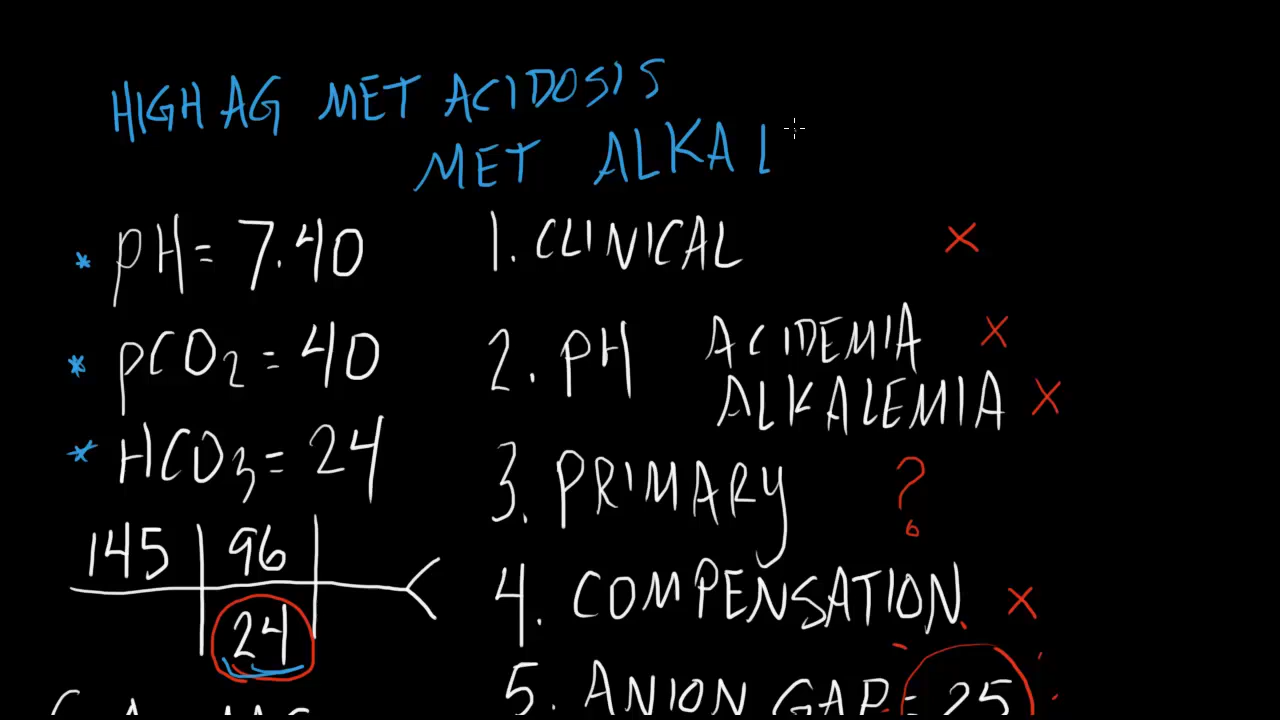 HIGH AG MET ACIDOSIS
MET ALKAL
* pH = 7.40
* pCO2 = 40
* HCO3 = 24
145 96
24
1. CLINICAL X
2. PH ACIDEMIA X
ALKALEMIA X
3. PRIMARY ?
4. COMPENSATION X
5. ANION GAP = 25